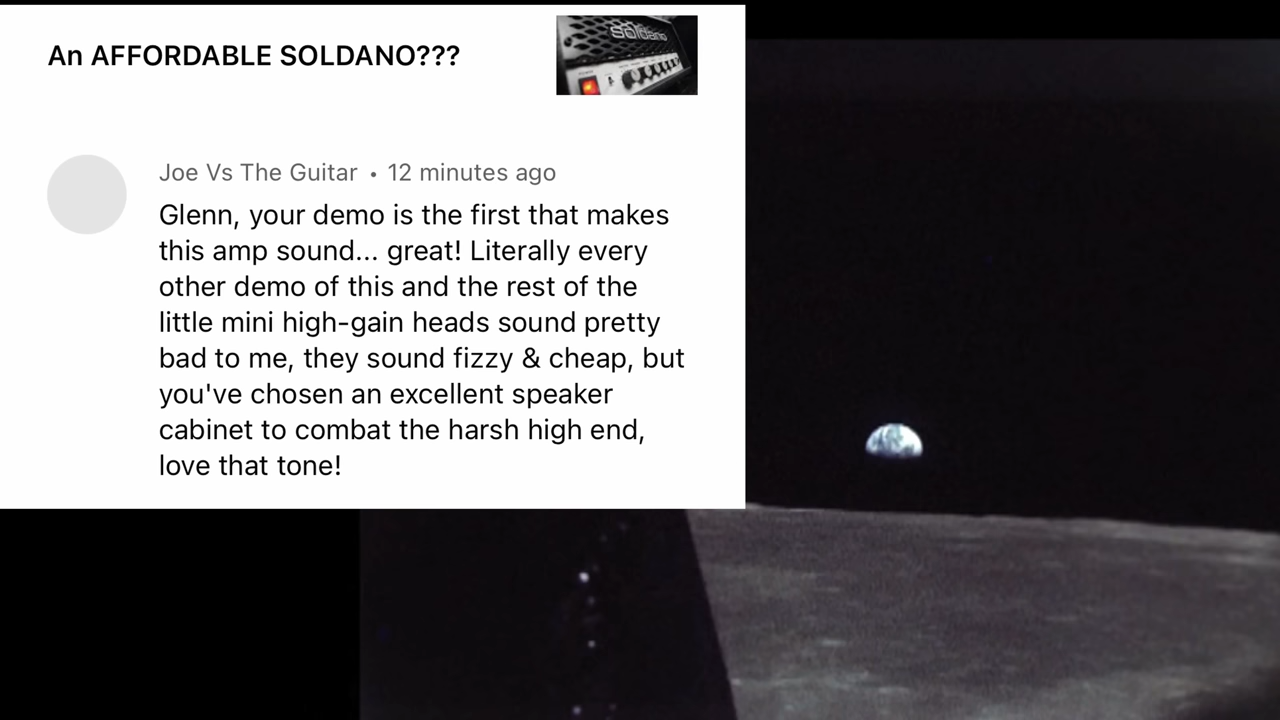 An AFFORDABLE SOLDANO???
soldano
Joe Vs The Guitar • 12 minutes ago
Glenn, your demo is the first that makes
this amp sound... great! Literally every
other demo of this and the rest of the
little mini high-gain heads sound pretty
bad to me, they sound fizzy & cheap, but
you've chosen an excellent speaker
cabinet to combat the harsh high end,
love that tone!